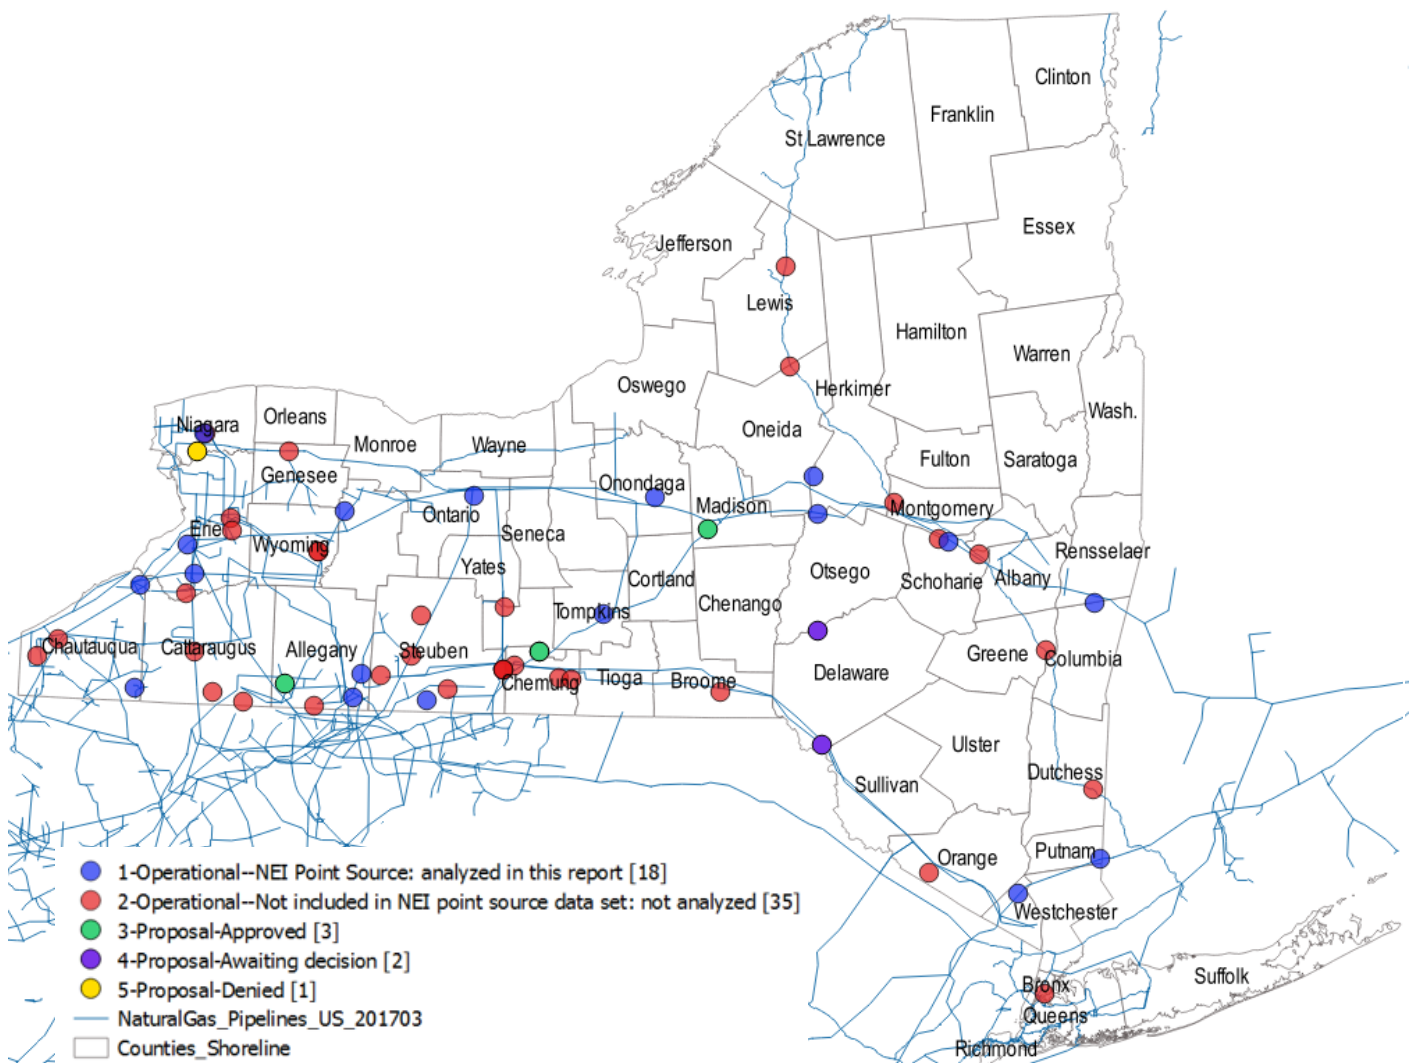 Clinton
Franklin
St Lawrence
Essex
Jefferson
Lewis
Hamilton
Warren
Oswego
Herkimer
Wash.
Niagara
Orleans
Monroe
Wayne
Oneida
Fulton
Saratoga
Genesee
Onondaga
Madison
Montgomery
Ontario
Seneca
Erie
Wyoming
Rensselaer
Yates
Cortland
Otsego
Schoharie
Albany
Chenango
Tompkins
Chautauqua
Cattaraugus
Allegany
Steuben
Greene
Columbia
Delaware
Chemung
Tioga
Broome
Ulster
Dutchess
Sullivan
Putnam
Orange
Westchester
Suffolk
Bronx
Queens
Richmond
1-Operational--NEI Point Source: analyzed in this report [18]
2-Operational--Not included in NEI point source data set: not analyzed [35]
3-Proposal-Approved [3]
4-Proposal-Awaiting decision [2]
5-Proposal-Denied [1]
NaturalGas_Pipelines_US_201703
Counties_Shoreline